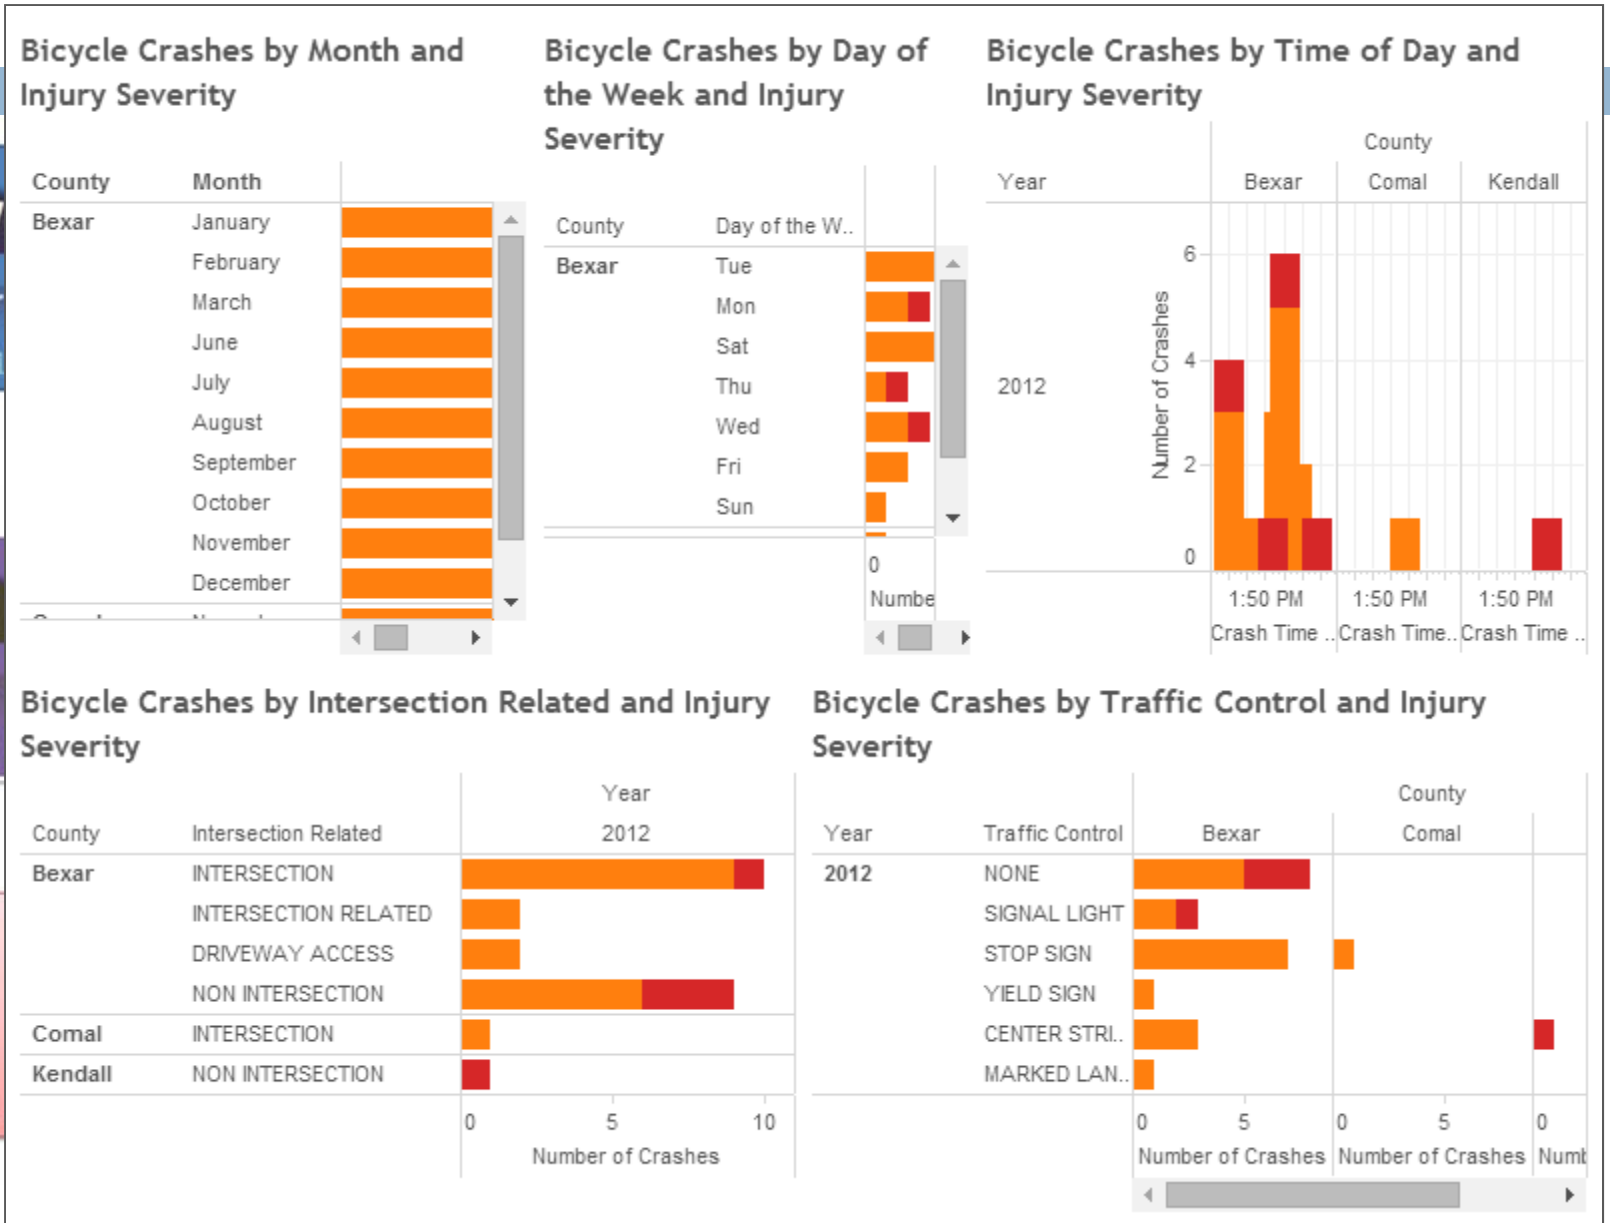 Bicycle Crashes by Month and
Injury Severity
County Month
Bexar January
February
March
June
July
August
September
October
November
December
Bicycle Crashes by Day of
the Week and Injury
Severity
County Day of the W..
Bexar Tue
Mon
Sat
Thu
Wed
Fri
Sun
0
Numbe
Bicycle Crashes by Time of Day and
Injury Severity
County
Year Bexar Comal Kendall
2012
Number of Crashes
6
4
2
0
1:50 PM 1:50 PM 1:50 PM
Crash Time .. Crash Time.. Crash Time ..
Bicycle Crashes by Intersection Related and Injury
Severity
Year
County Intersection Related 2012
Bexar INTERSECTION
INTERSECTION RELATED
DRIVEWAY ACCESS
NON INTERSECTION
Comal INTERSECTION
Kendall NON INTERSECTION
0 5 10
Number of Crashes
Bicycle Crashes by Traffic Control and Injury
Severity
County
Year Traffic Control Bexar Comal
2012 NONE
SIGNAL LIGHT
STOP SIGN
YIELD SIGN
CENTER STRI..
MARKED LAN..
0 5 0 5 0
Number of Crashes Number of Crashes Numb